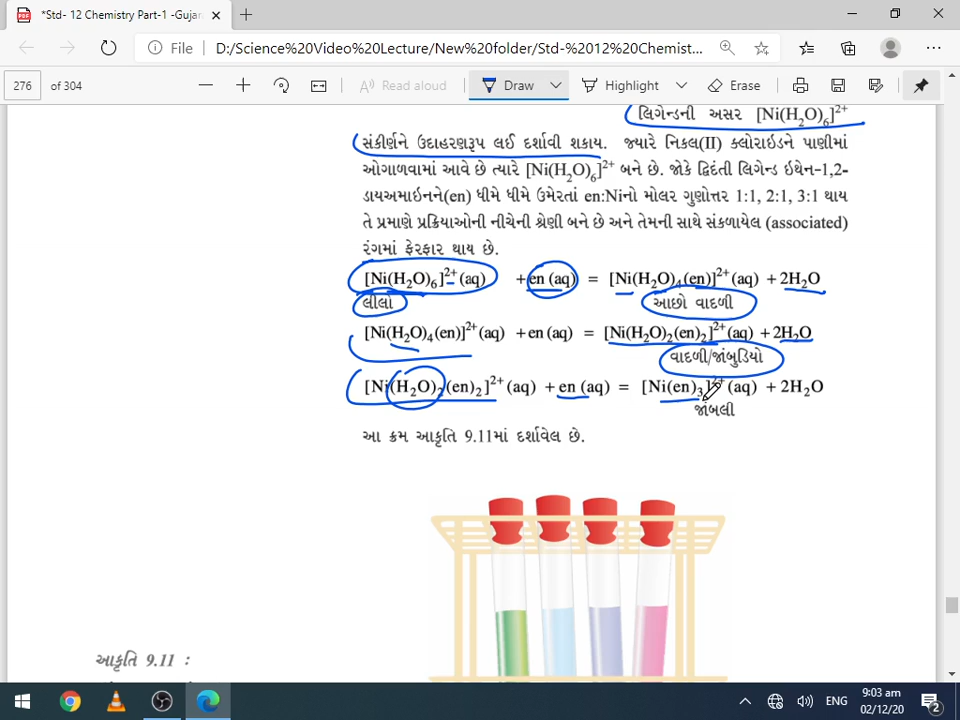 *Std- 12 Chemistry Part-1 -Gujar
File D:/Science%20Video%20Lecture/New%20folder/Std-%2012%20Chemist...
276 of 304 Read aloud Draw Highlight Erase
લિગેન્ડની અસર [Ni(H₂O)₆]²⁺
સંકીર્ણને ઉદાહરણરૂપ લઈ દર્શાવી શકાય. જ્યારે નિકલ(II) ક્લોરાઇડને પાણીમાં
ઓગાળવામાં આવે છે ત્યારે [Ni(H₂O)₆]²⁺ બને છે. જોકે દ્વિદંતી લિગેન્ડ ઇથેન-1,2-
ડાયઅમાઇનને(en) ધીમે ધીમે ઉમેરતાં en:Niનો મોલર ગુણોત્તર 1:1, 2:1, 3:1 થાય
તે પ્રમાણે પ્રક્રિયાઓની નીચેની શ્રેણી બને છે અને તેમની સાથે સંકળાયેલ (associated)
રંગમાં ફેરફાર થાય છે.
[Ni(H₂O)₆]²⁺(aq) + en (aq) = [Ni(H₂O)₄(en)]²⁺(aq) + 2H₂O
લીલો આછો વાદળી
[Ni(H₂O)₄(en)]²⁺(aq) + en (aq) = [Ni(H₂O)₂(en)₂]²⁺(aq) + 2H₂O
વાદળી/જાંબુડિયો
[Ni(H₂O)₂(en)₂]²⁺(aq) + en (aq) = [Ni(en)₃]²⁺(aq) + 2H₂O
જાંબલી
આ ક્રમ આકૃતિ 9.11માં દર્શાવેલ છે.
આકૃતિ 9.11 :
ENG 9:03 am
02/12/20 2